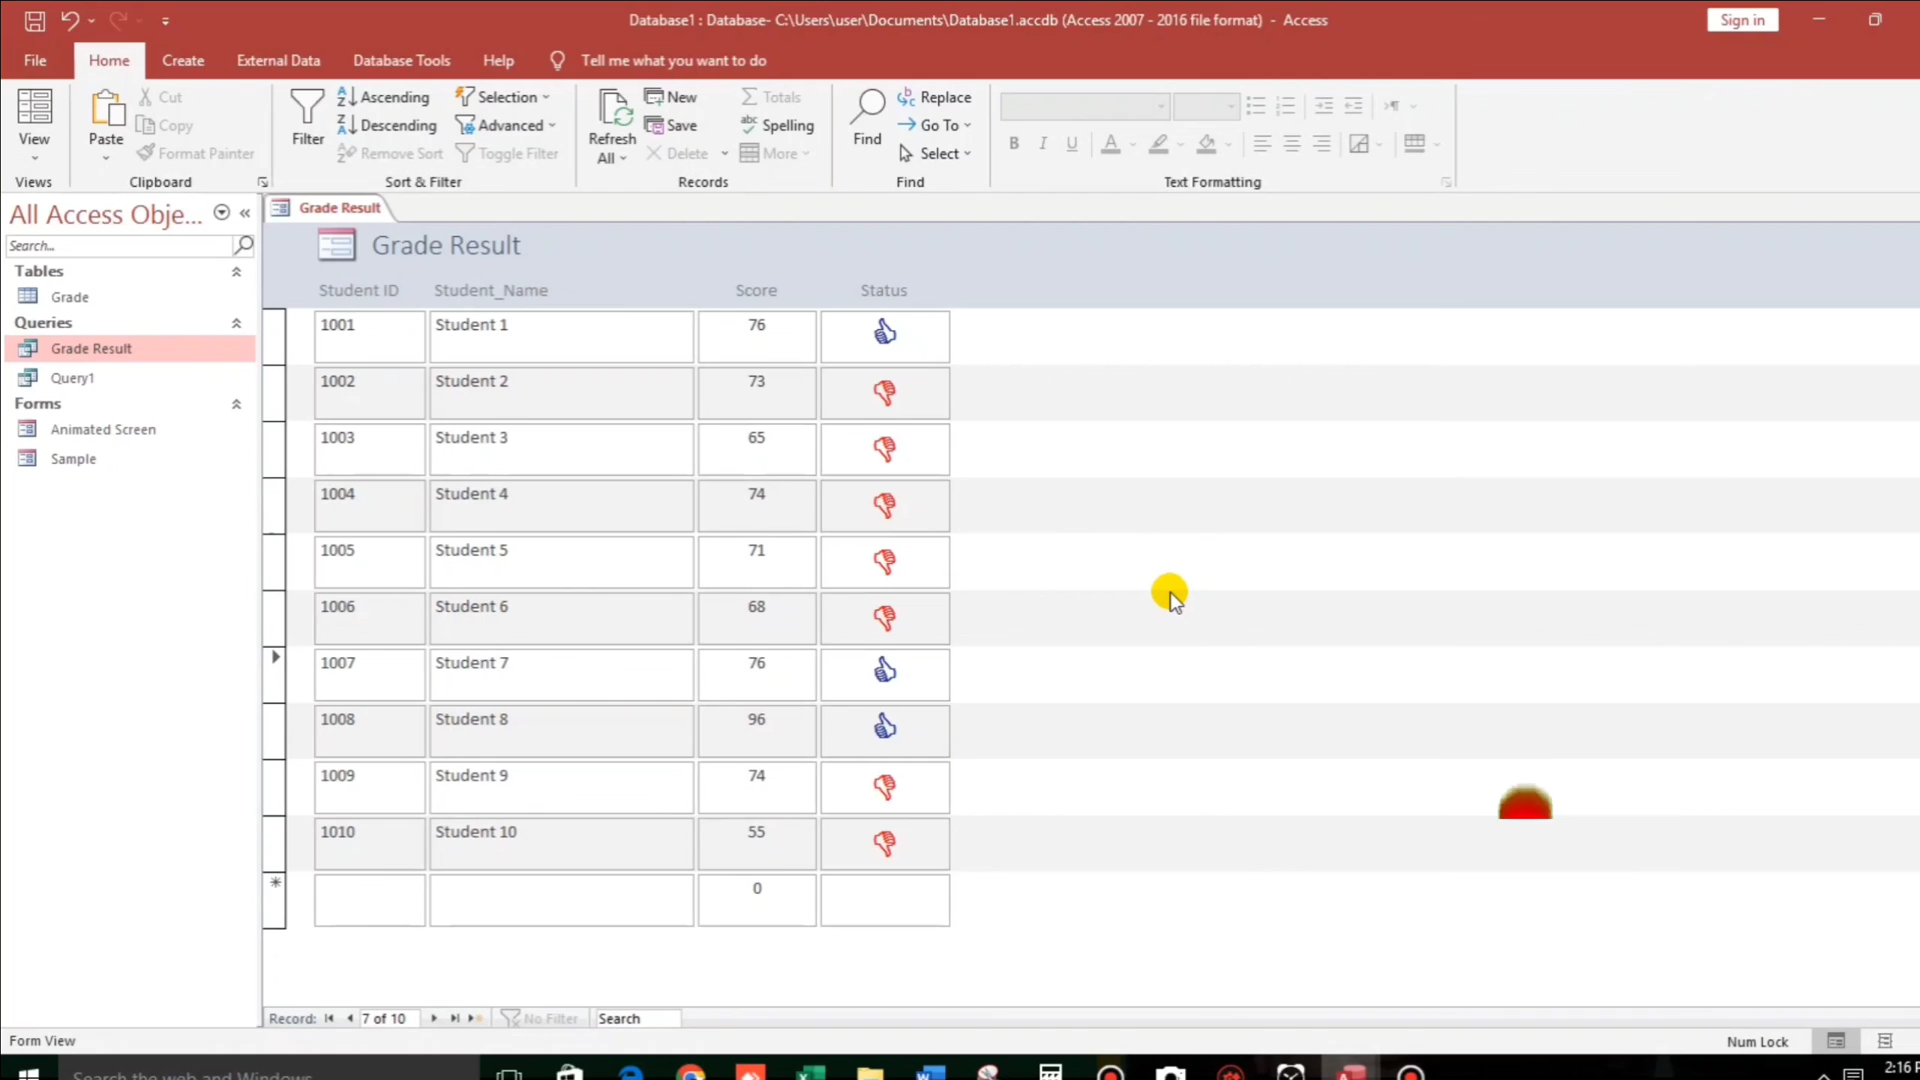 Database1 : Database- C:\Users\user\Documents\Database1.accdb (Access 2007 - 2016 file format) - Access
Sign in
File Home Create External Data Database Tools Help Tell me what you want to do
View
Views
Paste
Cut
Copy
Format Painter
Clipboard
Filter
Ascending
Descending
Remove Sort
Selection
Advanced
Toggle Filter
Sort & Filter
Refresh
All
New
Save
Delete
Totals
Spelling
More
Records
Find
Replace
Go To
Select
Find
B I U A
Text Formatting
All Access Obje...
Search...
Tables
Grade
Queries
Grade Result
Query1
Forms
Animated Screen
Sample
Grade Result
Grade Result
Student ID Student_Name Score Status
1001 Student 1 76
1002 Student 2 73
1003 Student 3 65
1004 Student 4 74
1005 Student 5 71
1006 Student 6 68
1007 Student 7 76
1008 Student 8 96
1009 Student 9 74
1010 Student 10 55
0
Record: 7 of 10 No Filter Search
Form View
Num Lock
Search the web and Windows
2:16 P